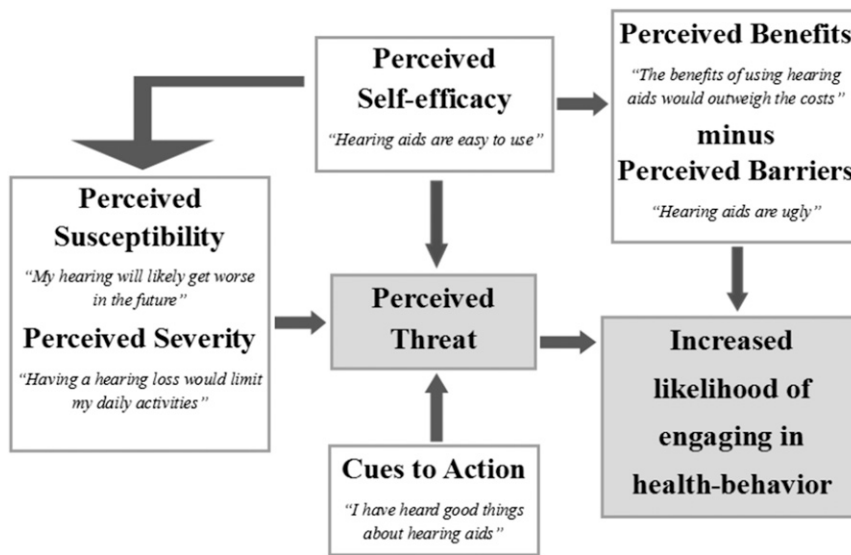 Perceived
Self-efficacy
“Hearing aids are easy to use”
Perceived Benefits
“The benefits of using hearing
aids would outweigh the costs”
minus
Perceived Barriers
“Hearing aids are ugly”
Perceived
Susceptibility
“My hearing will likely get worse
in the future”
Perceived Severity
“Having a hearing loss would limit
my daily activities”
Perceived
Threat
Increased
likelihood of
engaging in
health-behavior
Cues to Action
“I have heard good things
about hearing aids”